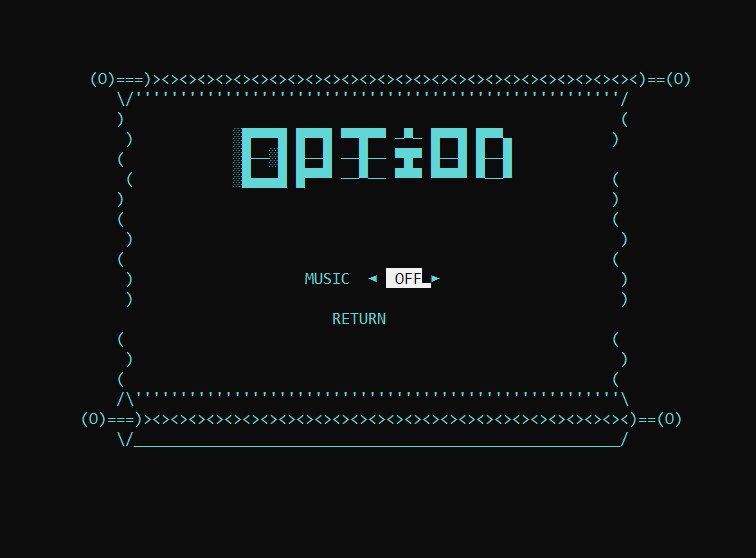 OPTION
MUSIC ◄ OFF ►
RETURN